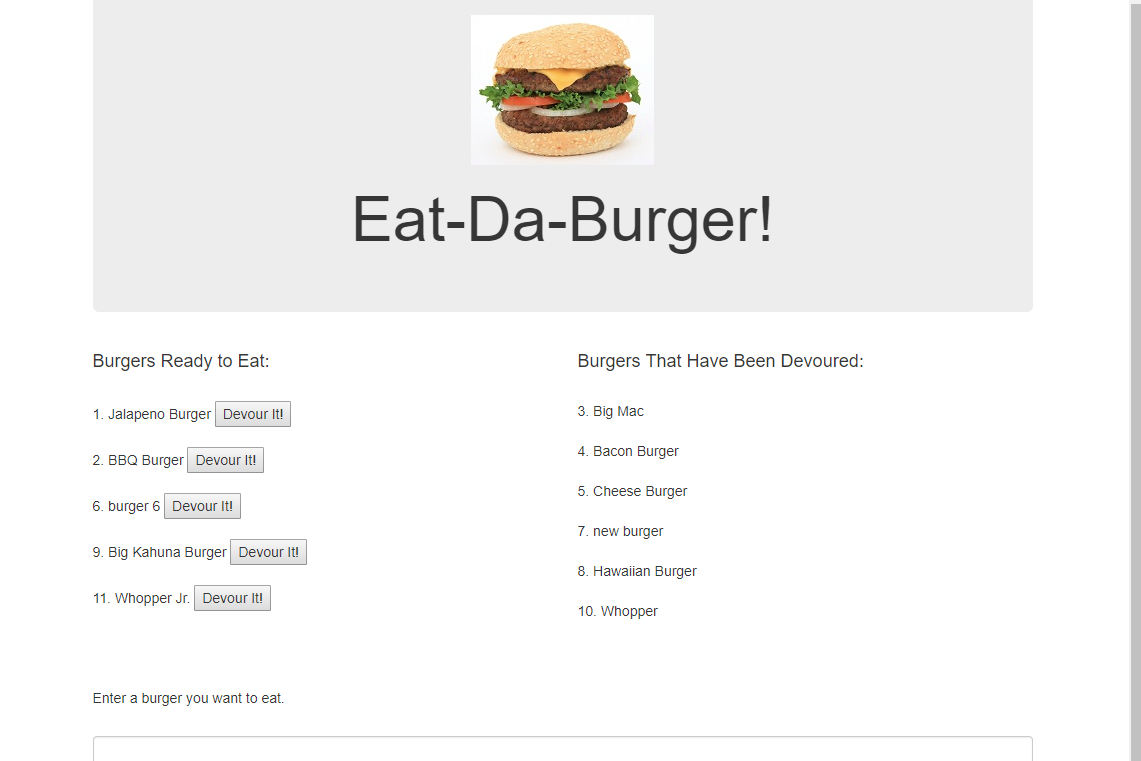 Eat-Da-Burger!
Burgers Ready to Eat:
1. Jalapeno Burger Devour It!
2. BBQ Burger Devour It!
6. burger 6 Devour It!
9. Big Kahuna Burger Devour It!
11. Whopper Jr. Devour It!
Burgers That Have Been Devoured:
3. Big Mac
4. Bacon Burger
5. Cheese Burger
7. new burger
8. Hawaiian Burger
10. Whopper
Enter a burger you want to eat.